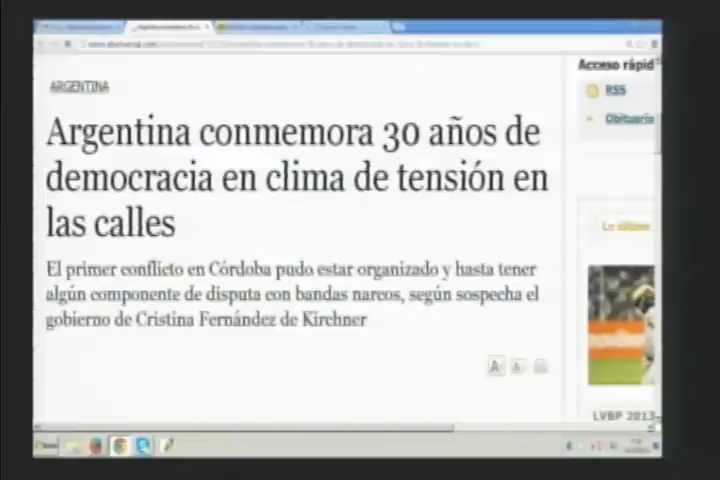 Acceso rápid
ARGENTINA
RSS
Argentina conmemora 30 años de
Obituario
democracia en clima de tensión en
las calles
Lo último
El primer conflicto en Córdoba pudo estar organizado y hasta tener
algún componente de disputa con bandas narcos, según sospecha el
gobierno de Cristina Fernández de Kirchner
A
A
LVBP 2013-